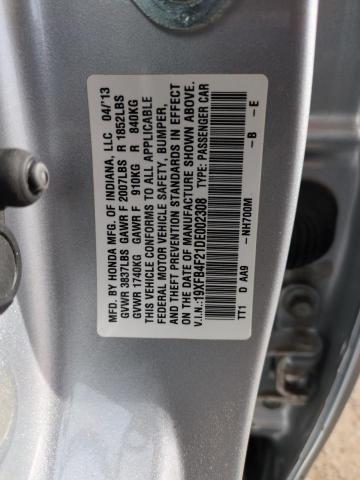 MFD. BY HONDA MFG. OF INDIANA, LLC 04/'13
GVWR 3837LBS GAWR F 2007LBS R 1852LBS
GVWR 1740KG GAWR F 910KG R 840KG
THIS VEHICLE CONFORMS TO ALL APPLICABLE
FEDERAL MOTOR VEHICLE SAFETY, BUMPER,
AND THEFT PREVENTION STANDARDS IN EFFECT
ON THE DATE OF MANUFACTURE SHOWN ABOVE.
V.I.N.:19XFB4F21DE002308 TYPE: PASSENGER CAR
NH700M -B -E
TT1 D AA9